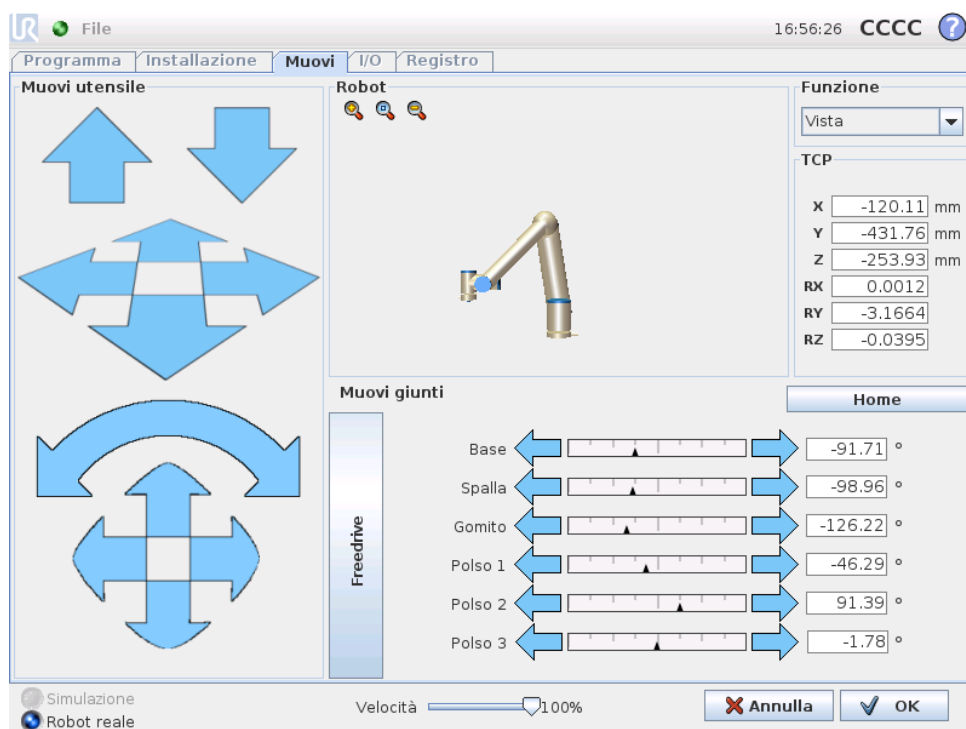 UR File 16:56:26 CCCC ?
Programma Installazione Muovi I/O Registro
Muovi utensile
Robot
Funzione
Vista
TCP
X -120.11 mm
Y -431.76 mm
Z -253.93 mm
RX 0.0012
RY -3.1664
RZ -0.0395
Muovi giunti
Home
Freedrive
Base -91.71 °
Spalla -98.96 °
Gomito -126.22 °
Polso 1 -46.29 °
Polso 2 91.39 °
Polso 3 -1.78 °
Simulazione
Robot reale
Velocità 100%
Annulla
OK